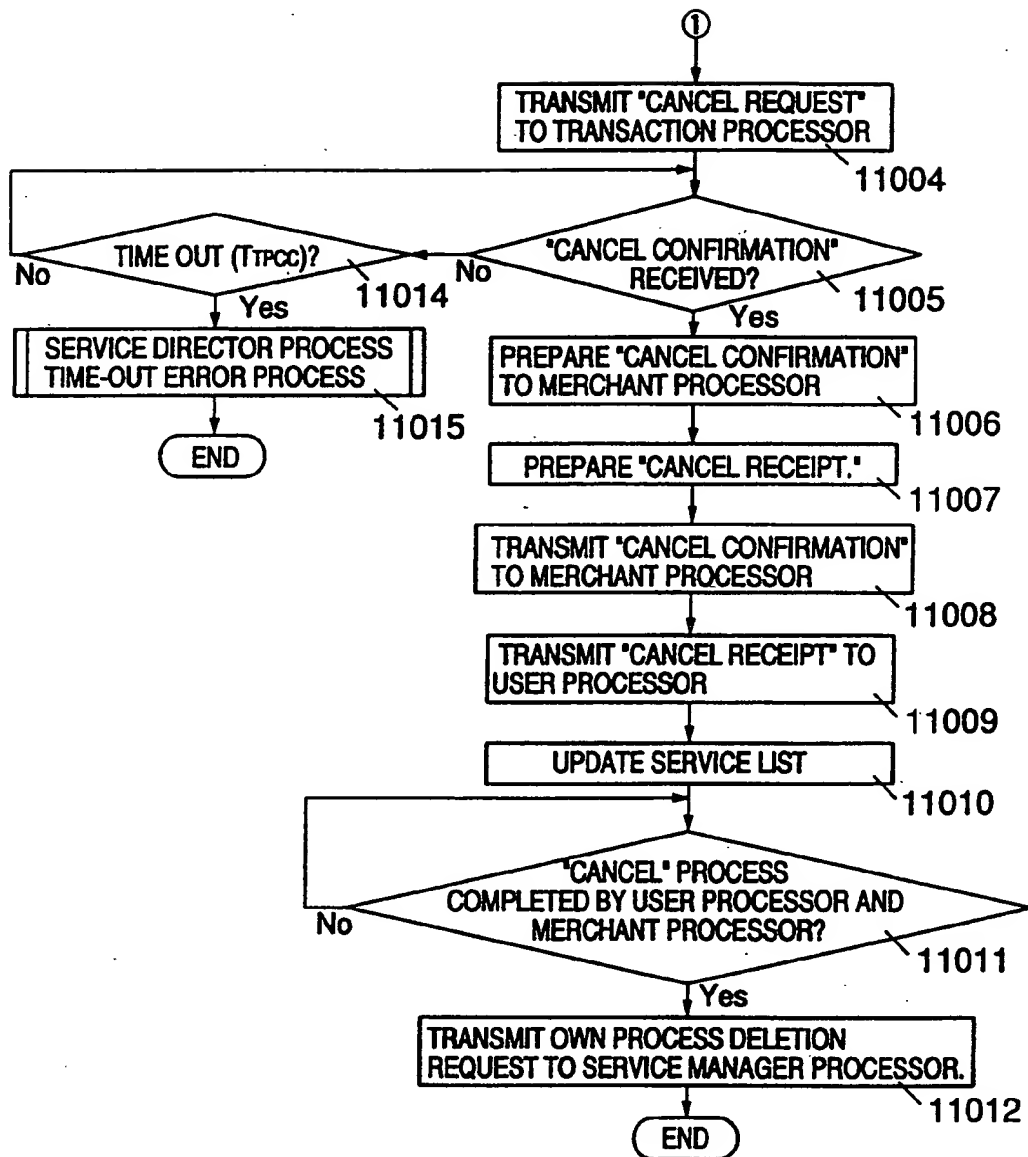 1
TRANSMIT "CANCEL REQUEST"
TO TRANSACTION PROCESSOR
11004
"CANCEL CONFIRMATION"
RECEIVED?
11005
No
Yes
TIME OUT (TTPCC)?
11014
No
Yes
SERVICE DIRECTOR PROCESS
TIME-OUT ERROR PROCESS
11015
END
PREPARE "CANCEL CONFIRMATION"
TO MERCHANT PROCESSOR
11006
PREPARE "CANCEL RECEIPT."
11007
TRANSMIT "CANCEL CONFIRMATION"
TO MERCHANT PROCESSOR
11008
TRANSMIT "CANCEL RECEIPT" TO
USER PROCESSOR
11009
UPDATE SERVICE LIST
11010
"CANCEL" PROCESS
COMPLETED BY USER PROCESSOR AND
MERCHANT PROCESSOR?
11011
No
Yes
TRANSMIT OWN PROCESS DELETION
REQUEST TO SERVICE MANAGER PROCESSOR.
11012
END